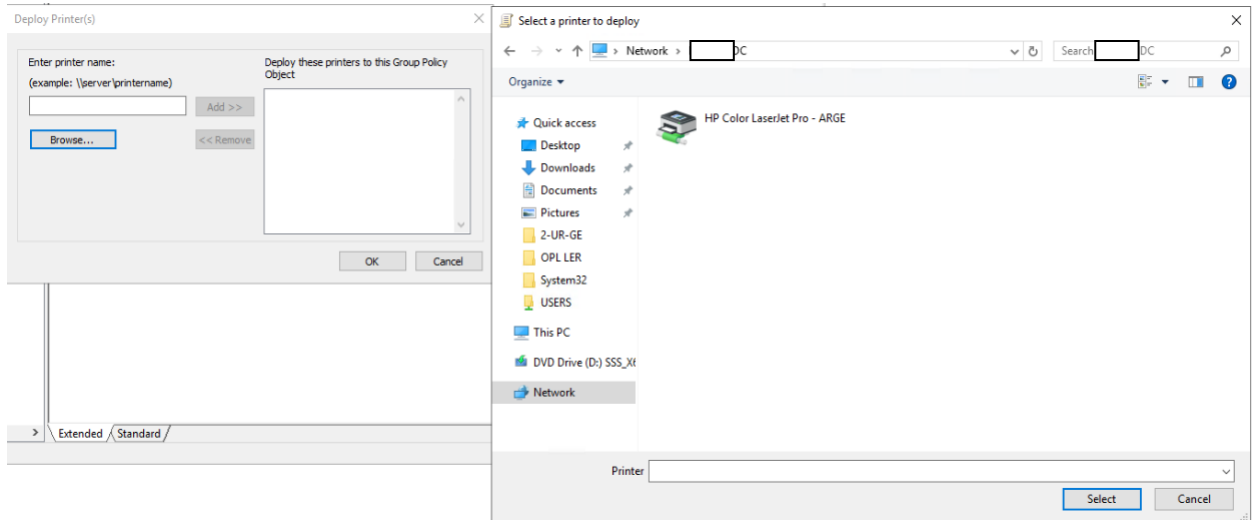 Deploy Printer(s)
Enter printer name:
(example: \\server\printername)
Add >>
Browse...
<< Remove
Deploy these printers to this Group Policy
Object
OK
Cancel
Extended
Standard
Select a printer to deploy
Network
DC
Search
DC
Organize
Quick access
Desktop
Downloads
Documents
Pictures
2-UR-GE
OPL LER
System32
USERS
This PC
DVD Drive (D:) SSS_X6
Network
HP Color LaserJet Pro - ARGE
Printer
Select
Cancel